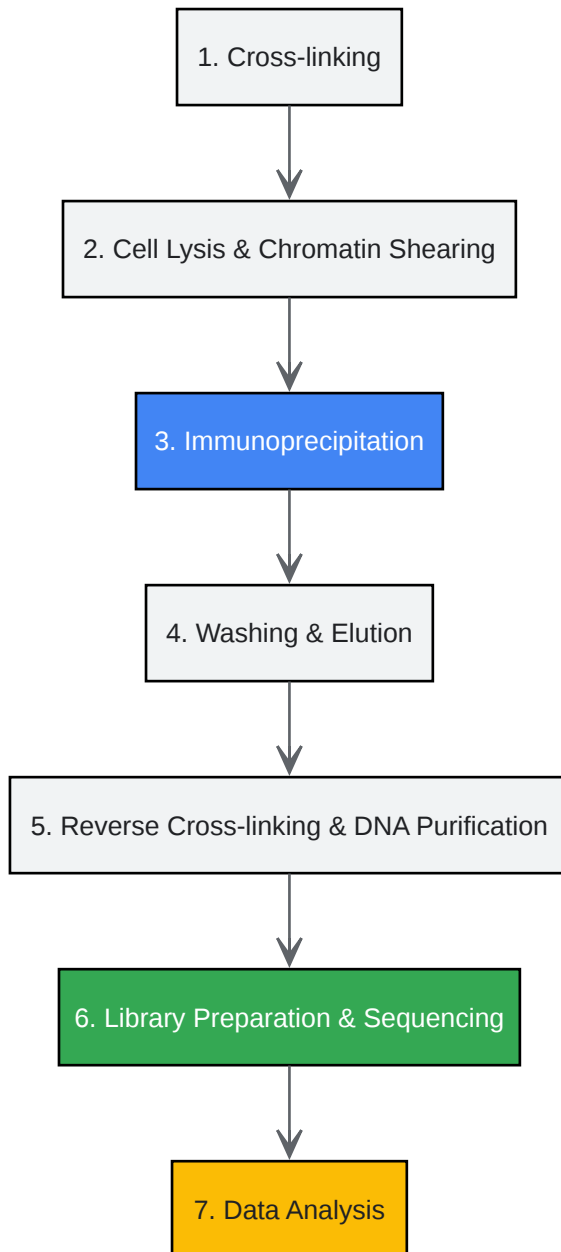 1. Cross-linking
2. Cell Lysis & Chromatin Shearing
3. Immunoprecipitation
4. Washing & Elution
5. Reverse Cross-linking & DNA Purification
6. Library Preparation & Sequencing
7. Data Analysis